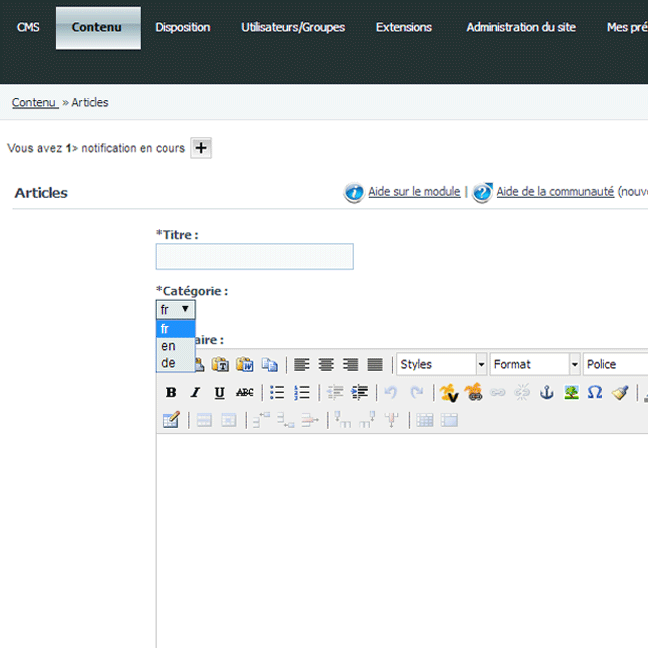 CMS Contenu Disposition Utilisateurs/Groupes Extensions Administration du site Mes pré
Contenu » Articles
Vous avez 1> notification en cours +
Articles Aide sur le module | Aide de la communauté (nouv
*Titre :
*Catégorie :
fr
fr
en
de
aire :
Styles Format Police
B I U ABC